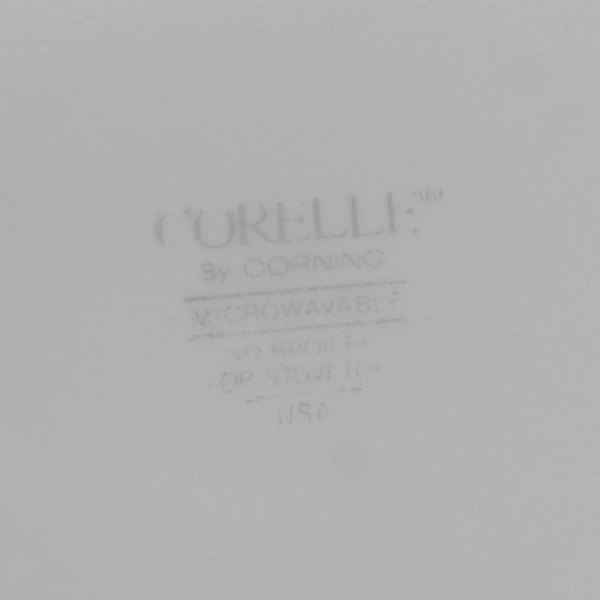 CORELLE
By CORNING
MICROWAVABLE
NO BROILER
OR STOVE TOP
USA